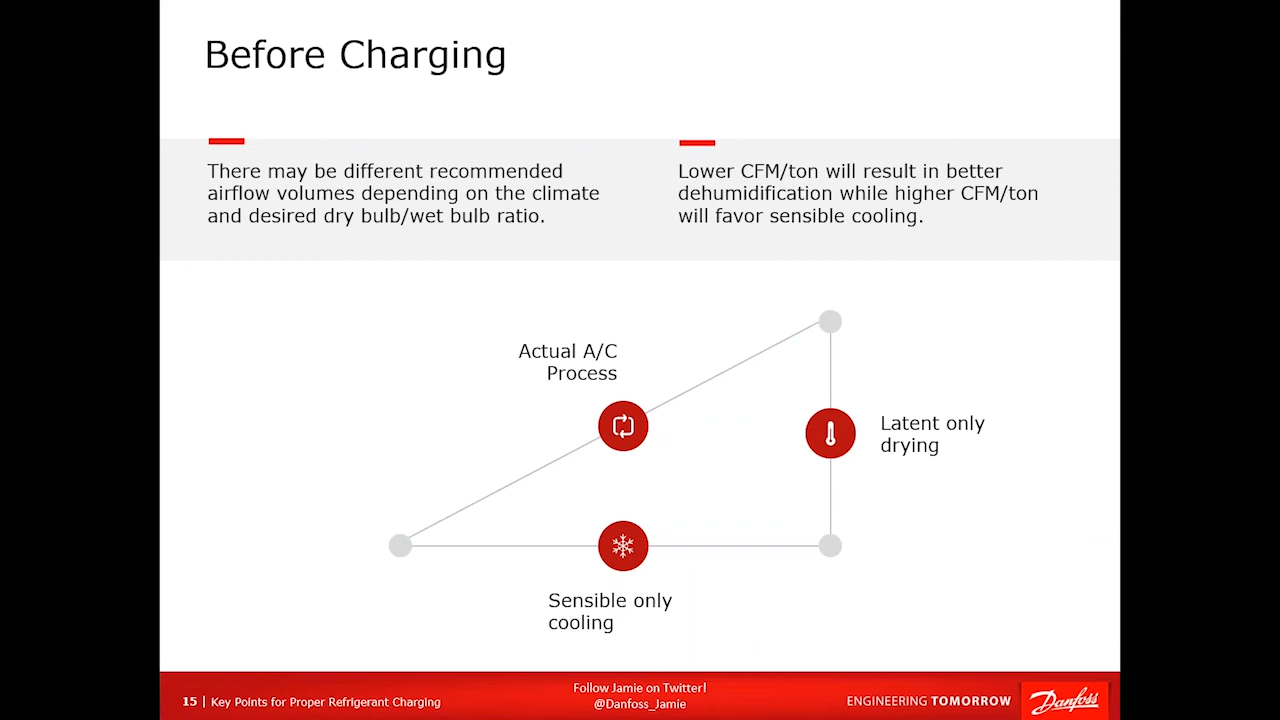 Before Charging
There may be different recommended
airflow volumes depending on the climate
and desired dry bulb/wet bulb ratio.
Lower CFM/ton will result in better
dehumidification while higher CFM/ton
will favor sensible cooling.
Actual A/C
Process
Latent only
drying
Sensible only
cooling
15 | Key Points for Proper Refrigerant Charging
Follow Jamie on Twitter!
@Danfoss_Jamie
ENGINEERING TOMORROW
Danfoss